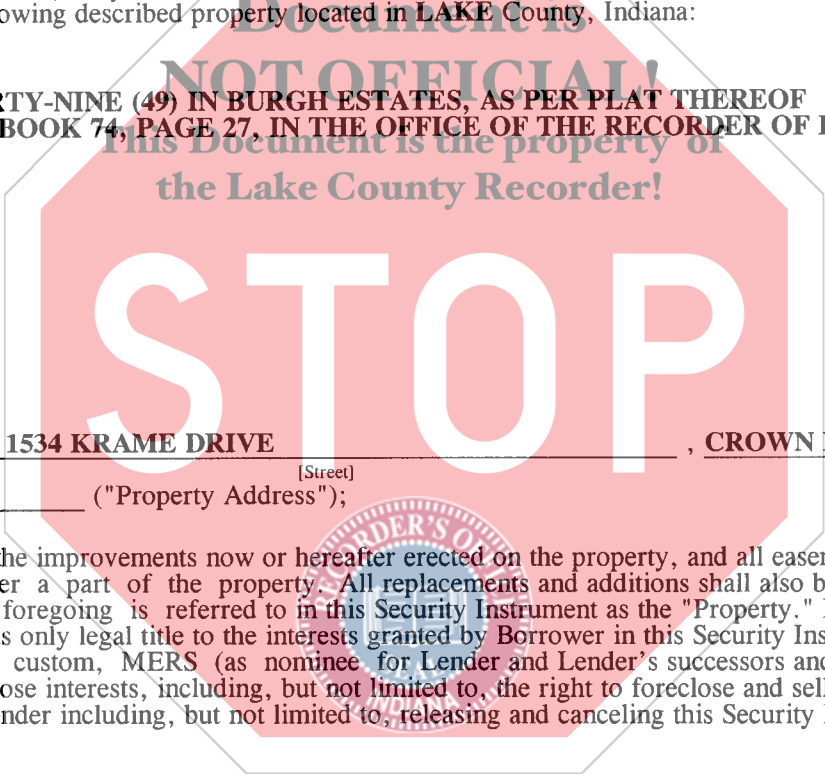 owing described property located in LAKE County, Indiana:
Document is
NOT OFFICIAL!
RTY-NINE (49) IN BURGH ESTATES, AS PER PLAT THEREOF
BOOK 74, PAGE 27, IN THE OFFICE OF THE RECORDER OF
This Document is the property of
the Lake County Recorder!
STOP
1534 KRAME DRIVE , CROWN
[Street]
("Property Address");
RECORDER'S OFFICE
he improvements now or hereafter erected on the property, and all easem
er a part of the property. All replacements and additions shall also b
foregoing is referred to in this Security Instrument as the "Property."
s only legal title to the interests granted by Borrower in this Security Ins
custom, MERS (as nominee for Lender and Lender's successors and
ose interests, including, but not limited to, the right to foreclose and sell
nder including, but not limited to, releasing and canceling this Security
SEAL
INDIANA